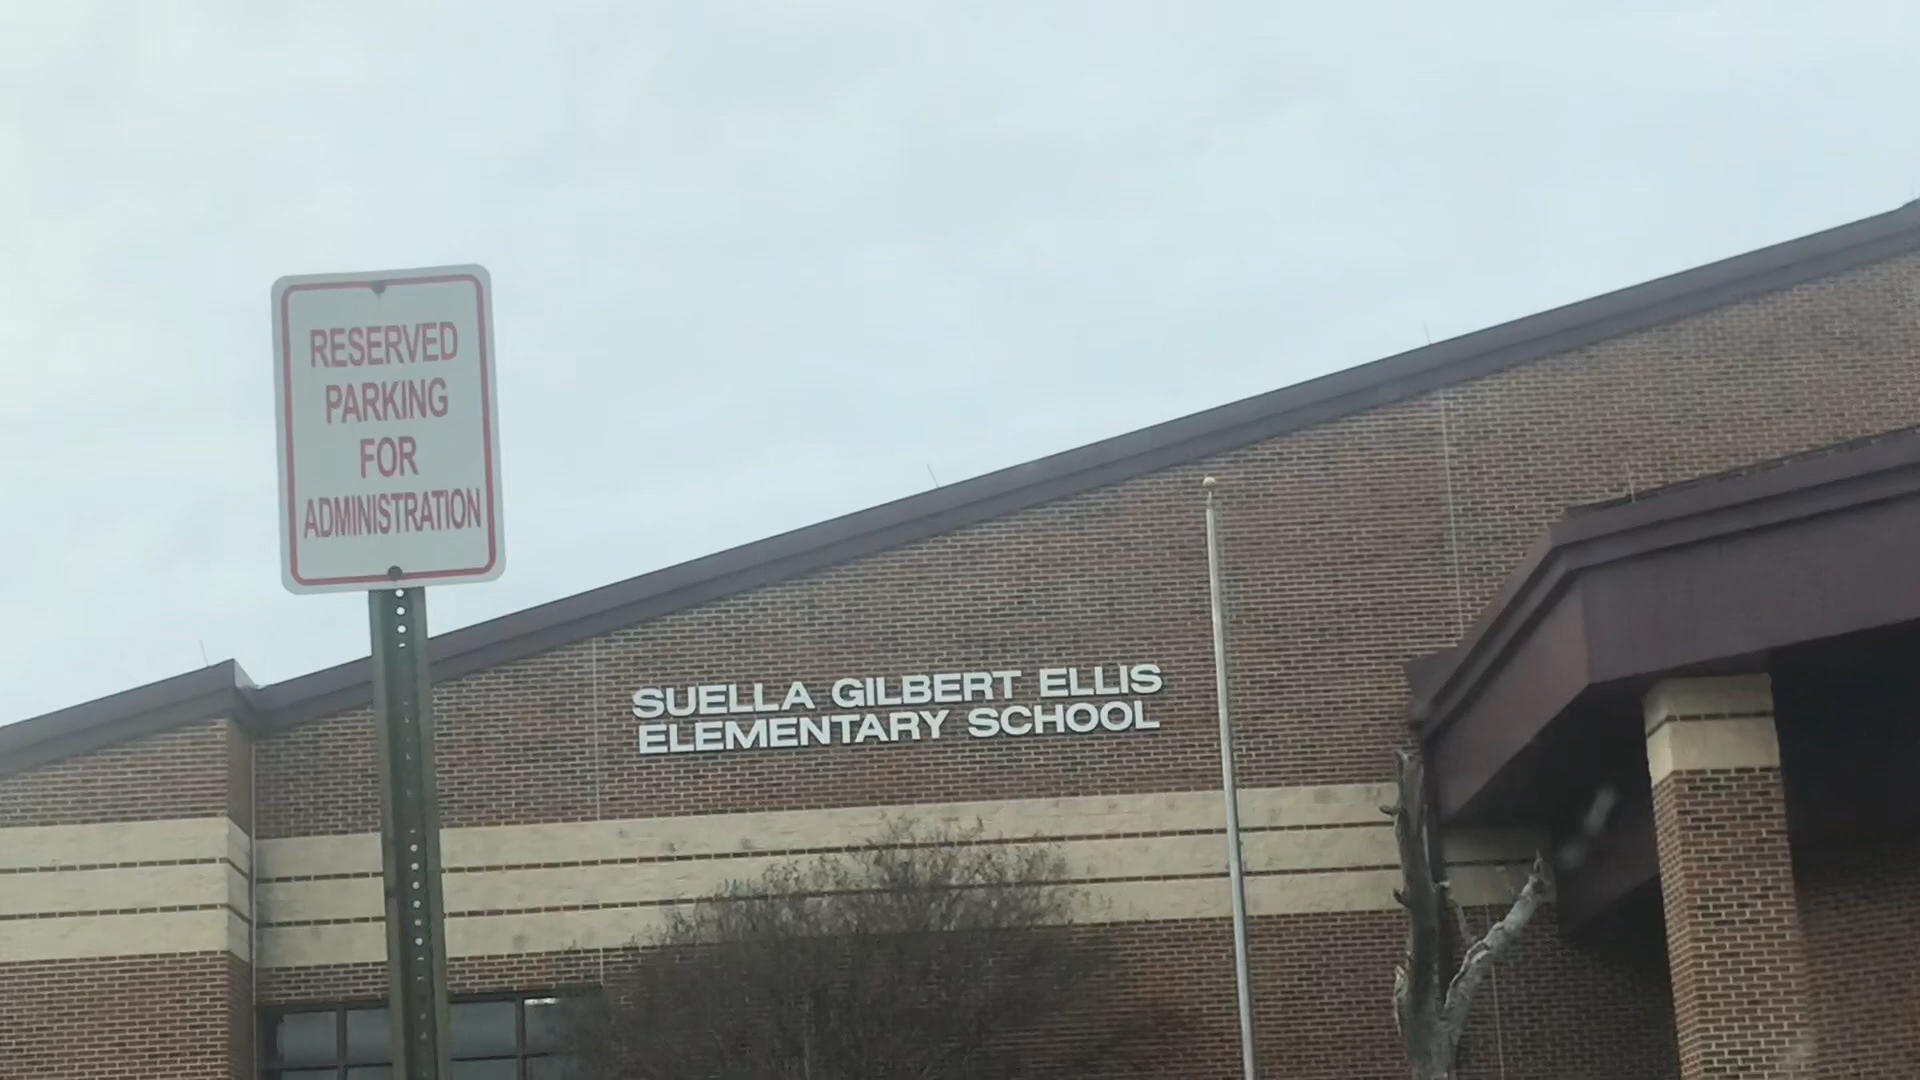 RESERVED
PARKING
FOR
ADMINISTRATION
SUELLA GILBERT ELLIS
ELEMENTARY SCHOOL